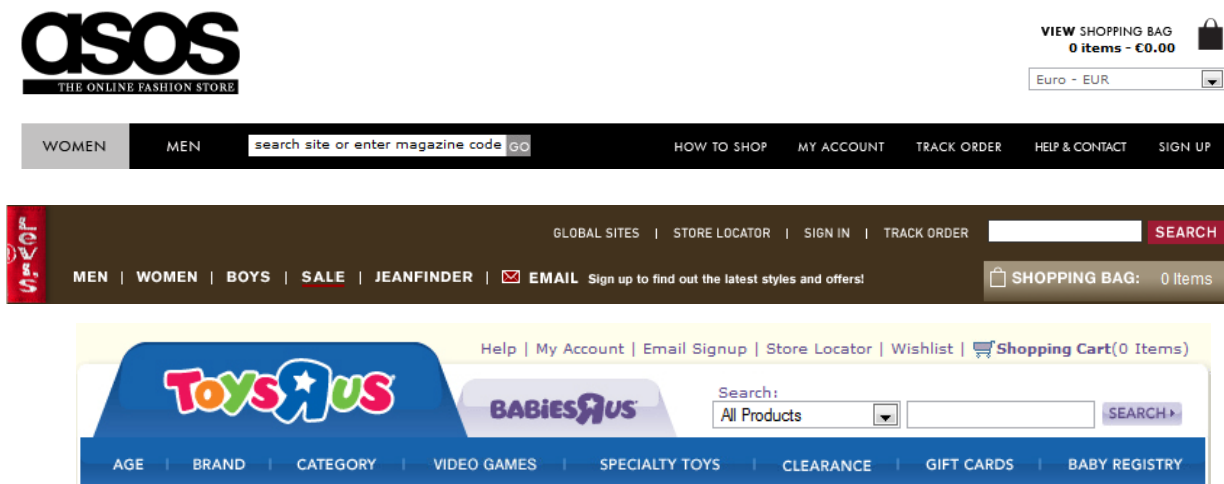 asos
THE ONLINE FASHION STORE
VIEW SHOPPING BAG
0 items - €0.00
Euro - EUR
WOMEN MEN search site or enter magazine code GO HOW TO SHOP MY ACCOUNT TRACK ORDER HELP & CONTACT SIGN UP
GLOBAL SITES | STORE LOCATOR | SIGN IN | TRACK ORDER SEARCH
MEN | WOMEN | BOYS | SALE | JEANFINDER | EMAIL Sign up to find out the latest styles and offers! SHOPPING BAG: 0 Items
Help | My Account | Email Signup | Store Locator | Wishlist | Shopping Cart(0 Items)
ToysRus
BABiESRUS
Search:
All Products SEARCH
AGE | BRAND | CATEGORY | VIDEO GAMES | SPECIALTY TOYS | CLEARANCE | GIFT CARDS | BABY REGISTRY